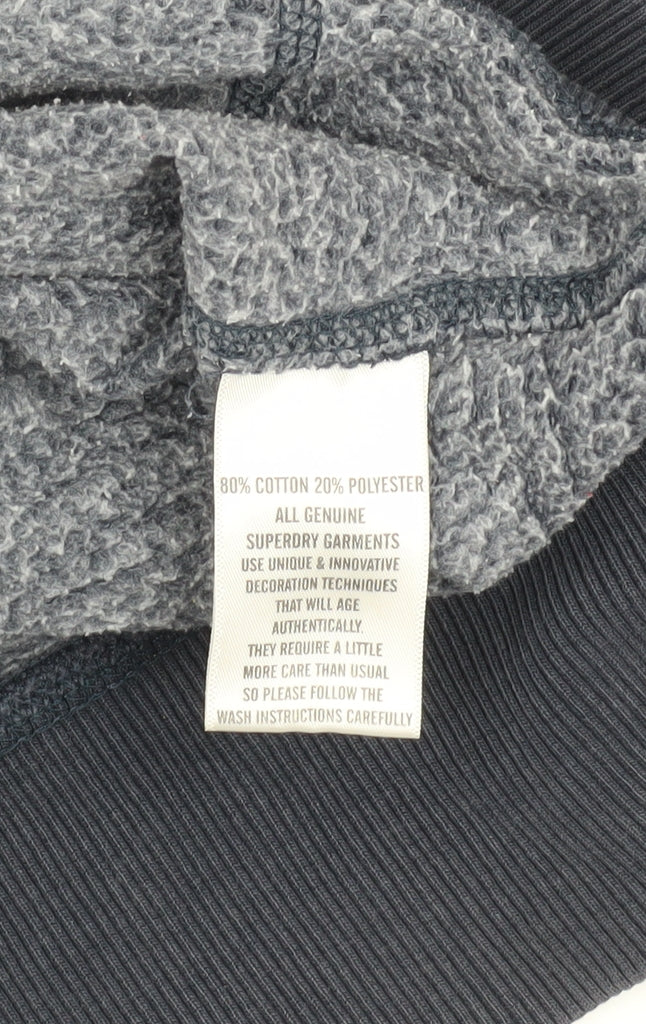 80% COTTON 20% POLYESTER
ALL GENUINE
SUPERDRY GARMENTS
USE UNIQUE & INNOVATIVE
DECORATION TECHNIQUES
THAT WILL AGE
AUTHENTICALLY.
THEY REQUIRE A LITTLE
MORE CARE THAN USUAL
SO PLEASE FOLLOW THE
WASH INSTRUCTIONS CAREFULLY